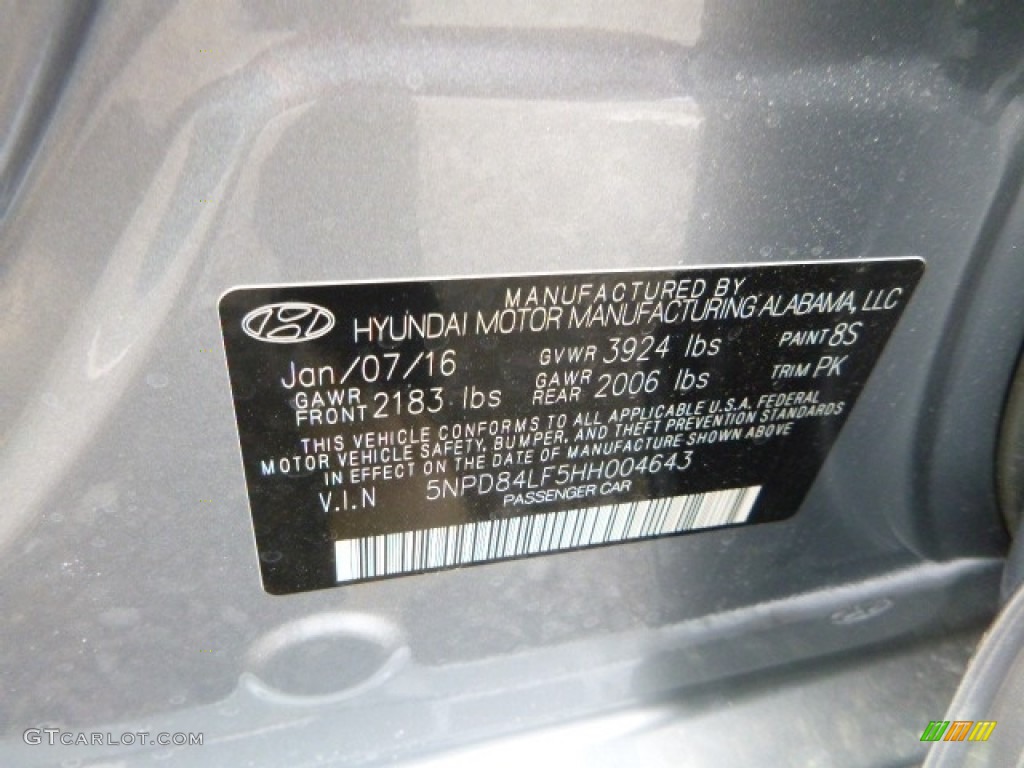 MANUFACTURED BY
HYUNDAI MOTOR MANUFACTURING ALABAMA, LLC
Jan/07/16 GVWR 3924 lbs PAINT 8S
GAWR FRONT 2183 lbs GAWR REAR 2006 lbs TRIM PK
THIS VEHICLE CONFORMS TO ALL APPLICABLE U.S.A. FEDERAL
MOTOR VEHICLE SAFETY, BUMPER, AND THEFT PREVENTION STANDARDS
IN EFFECT ON THE DATE OF MANUFACTURE SHOWN ABOVE
V.I.N 5NPD84LF5HH004643
PASSENGER CAR
GTCARLOT.COM